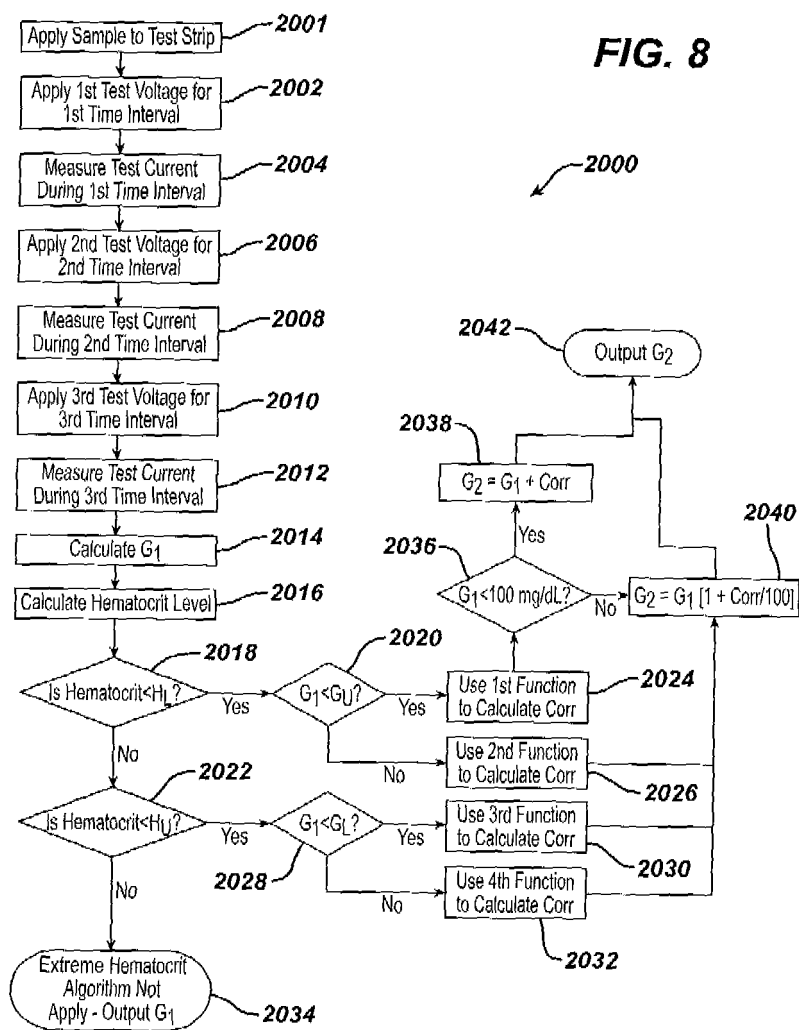 FIG. 8
2000
Apply Sample to Test Strip
2001
Apply 1st Test Voltage for
1st Time Interval
2002
Measure Test Current
During 1st Time Interval
2004
Apply 2nd Test Voltage for
2nd Time Interval
2006
Measure Test Current
During 2nd Time Interval
2008
Apply 3rd Test Voltage for
3rd Time Interval
2010
Measure Test Current
During 3rd Time Interval
2012
Calculate G1
2014
Calculate Hematocrit Level
2016
Is Hematocrit<HL?
2018
Yes
No
G1<GU?
2020
Yes
No
Use 1st Function
to Calculate Corr
2024
Use 2nd Function
to Calculate Corr
2026
Is Hematocrit<HU?
2022
Yes
No
G1<GL?
2028
Yes
No
Use 3rd Function
to Calculate Corr
2030
Use 4th Function
to Calculate Corr
2032
Extreme Hematocrit
Algorithm Not
Apply - Output G1
2034
G1<100 mg/dL?
2036
Yes
No
G2 = G1 + Corr
2038
G2 = G1 [1 + Corr/100]
2040
Output G2
2042